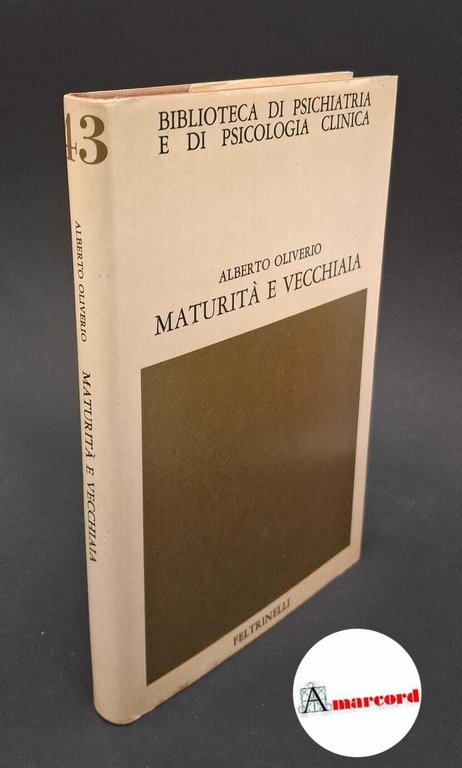 BIBLIOTECA DI PSICHIATRIA
E DI PSICOLOGIA CLINICA
ALBERTO OLIVERIO
MATURITÀ E VECCHIAIA
FELTRINELLI
43
ALBERTO OLIVERIO
MATURITÀ E VECCHIAIA
Amarcord